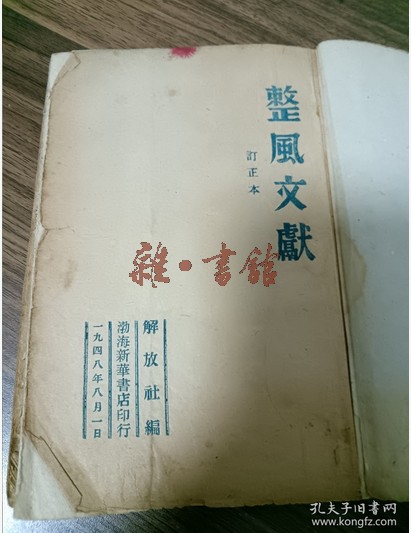 整風文獻
訂正本
雜·書館
解放社編
渤海新華書店印行
一九四八年八月一日
孔夫子旧书网
www.kongfz.com